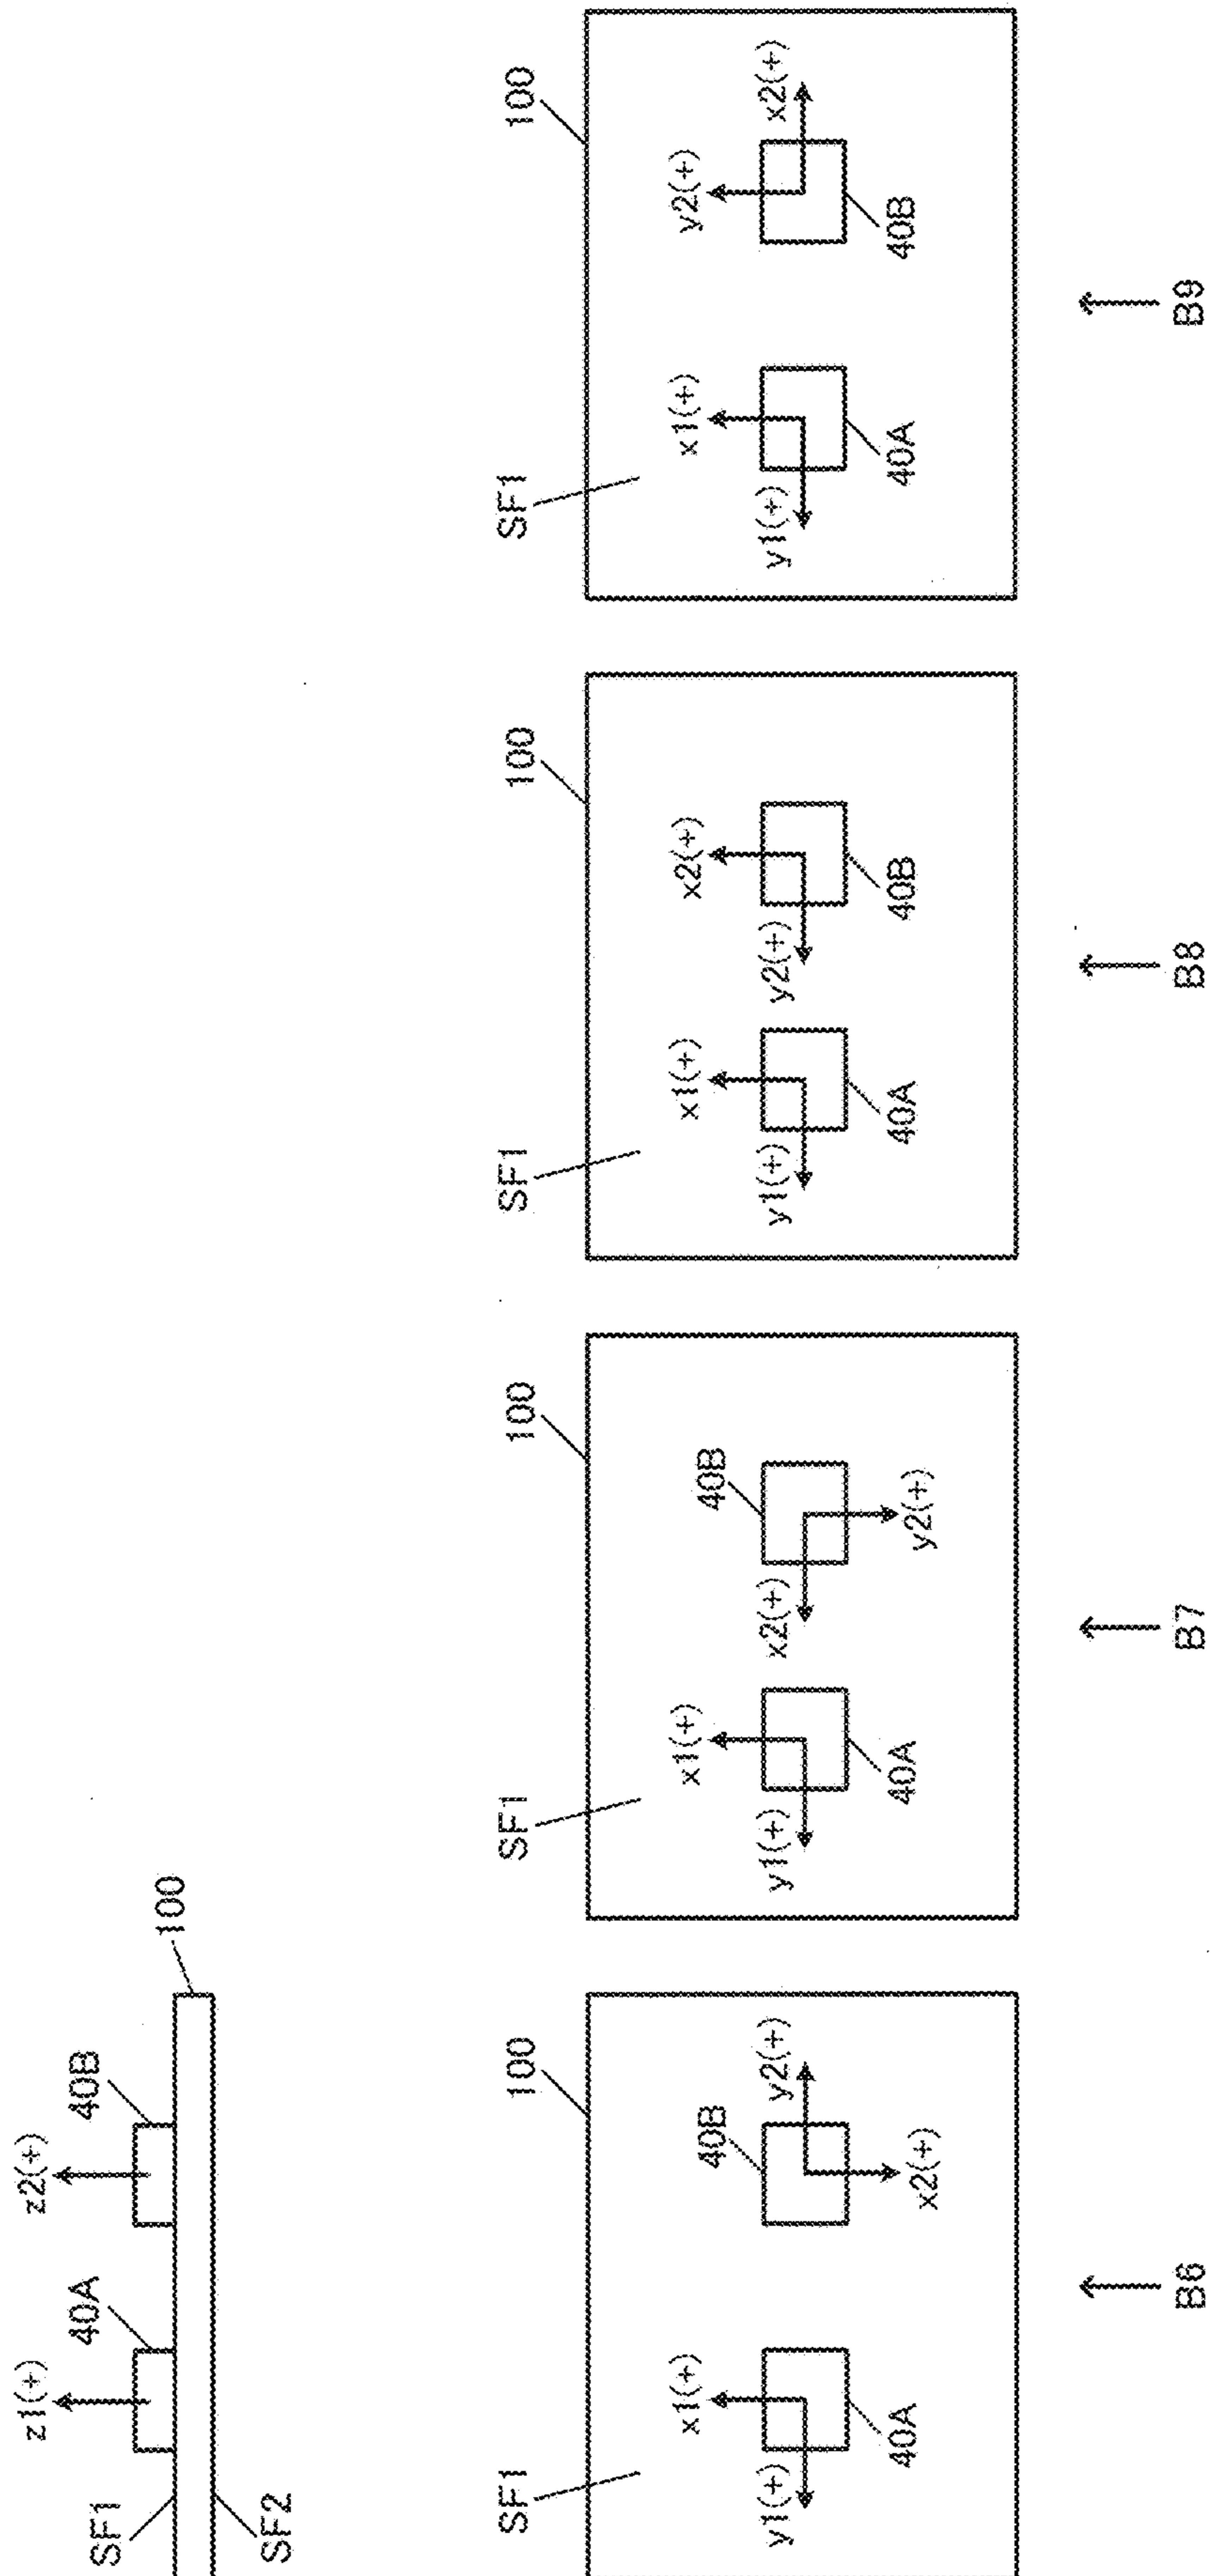 z1(+)
z2(+)
40A
40B
SF1
100
SF2
SF1
100
x1(+)
40B
y1(+)
y2(+)
40A
x2(+)
B6
SF1
100
x1(+)
40B
y1(+)
x2(+)
40A
y2(+)
B7
SF1
100
x1(+)
x2(+)
y1(+)
y2(+)
40A
40B
B8
SF1
100
x1(+)
y2(+)
y1(+)
x2(+)
40A
40B
B9